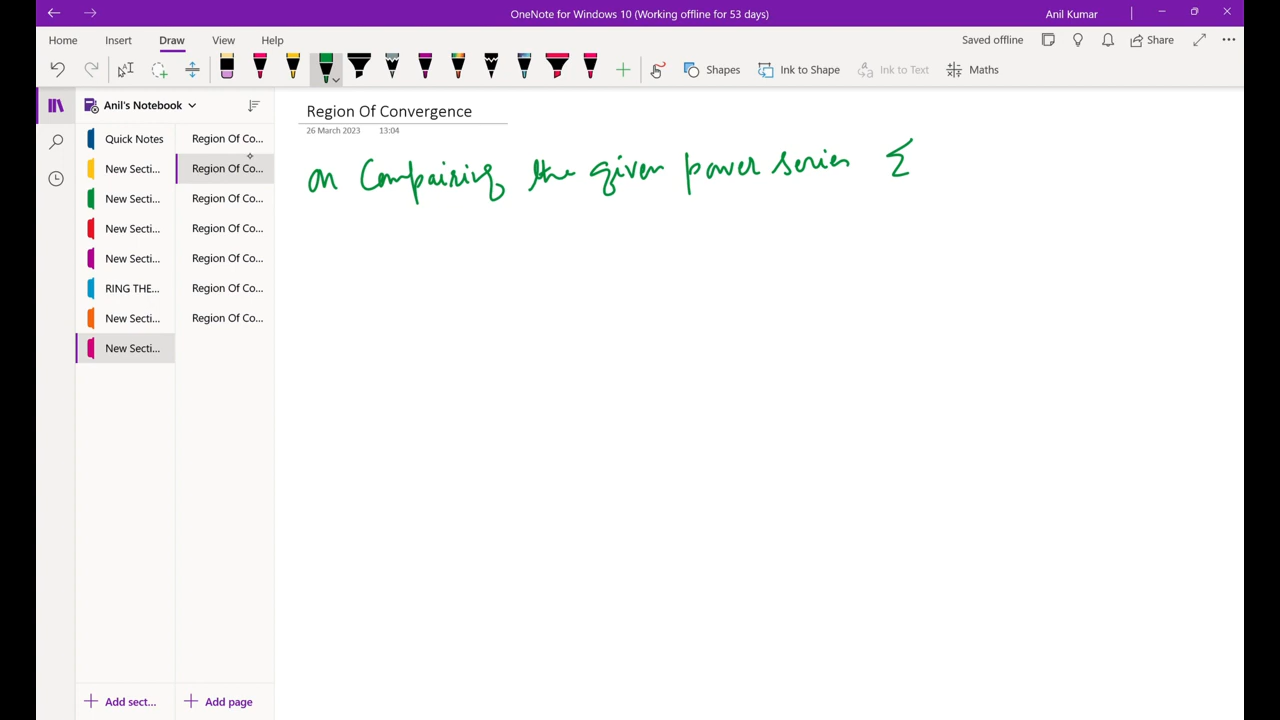 OneNote for Windows 10 (Working offline for 53 days)
Anil Kumar
Home Insert Draw View Help
Saved offline
Share
Shapes
Ink to Shape
Ink to Text
Maths
Anil's Notebook
Quick Notes
New Secti...
New Secti...
New Secti...
New Secti...
RING THE...
New Secti...
New Secti...
Add sect...
Region Of Co...
Region Of Co...
Region Of Co...
Region Of Co...
Region Of Co...
Region Of Co...
Region Of Co...
Add page
Region Of Convergence
26 March 2023 13:04
on Compairing the given power series Σ